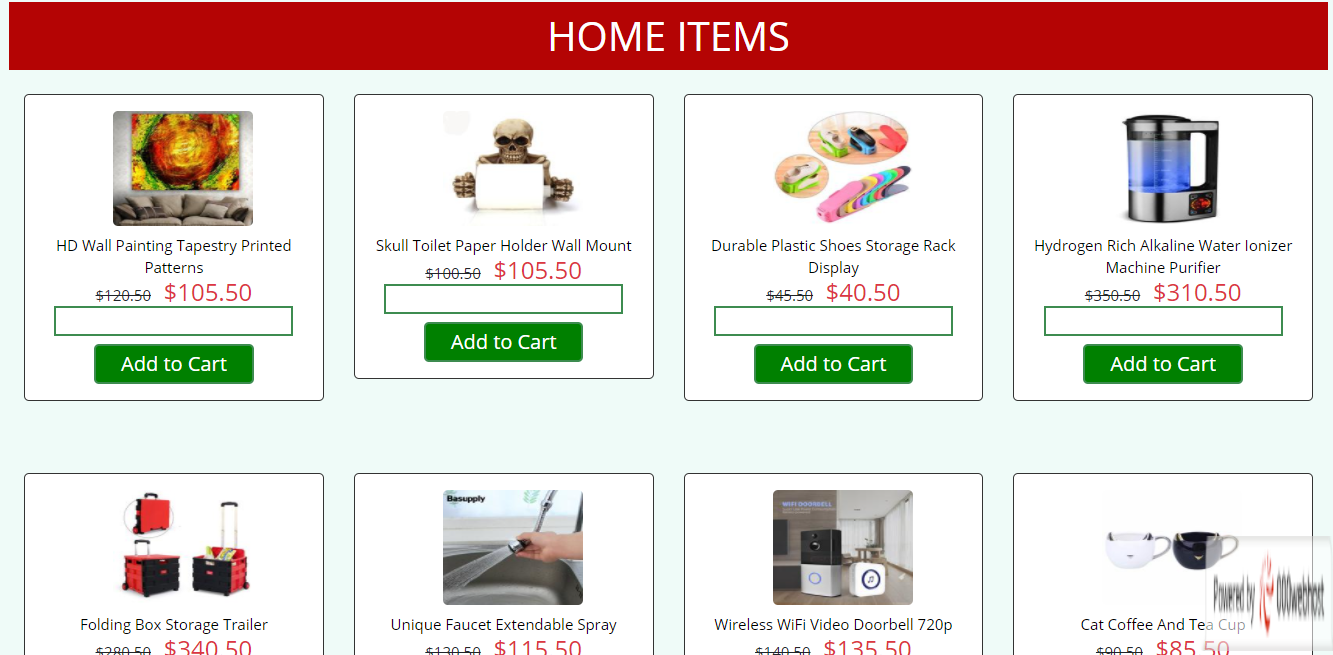 HOME ITEMS
HD Wall Painting Tapestry Printed
Patterns
$120.50 $105.50
Add to Cart
Skull Toilet Paper Holder Wall Mount
$100.50 $105.50
Add to Cart
Durable Plastic Shoes Storage Rack
Display
$45.50 $40.50
Add to Cart
Hydrogen Rich Alkaline Water Ionizer
Machine Purifier
$350.50 $310.50
Add to Cart
Folding Box Storage Trailer
$280.50 $340.50
Basupply
Unique Faucet Extendable Spray
$130.50 $115.50
WIFI DOORBELL
Wireless WiFi Video Doorbell 720p
$140.50 $135.50
Cat Coffee And Tea Cup
$90.50 $85.50
Powered by 000webhost